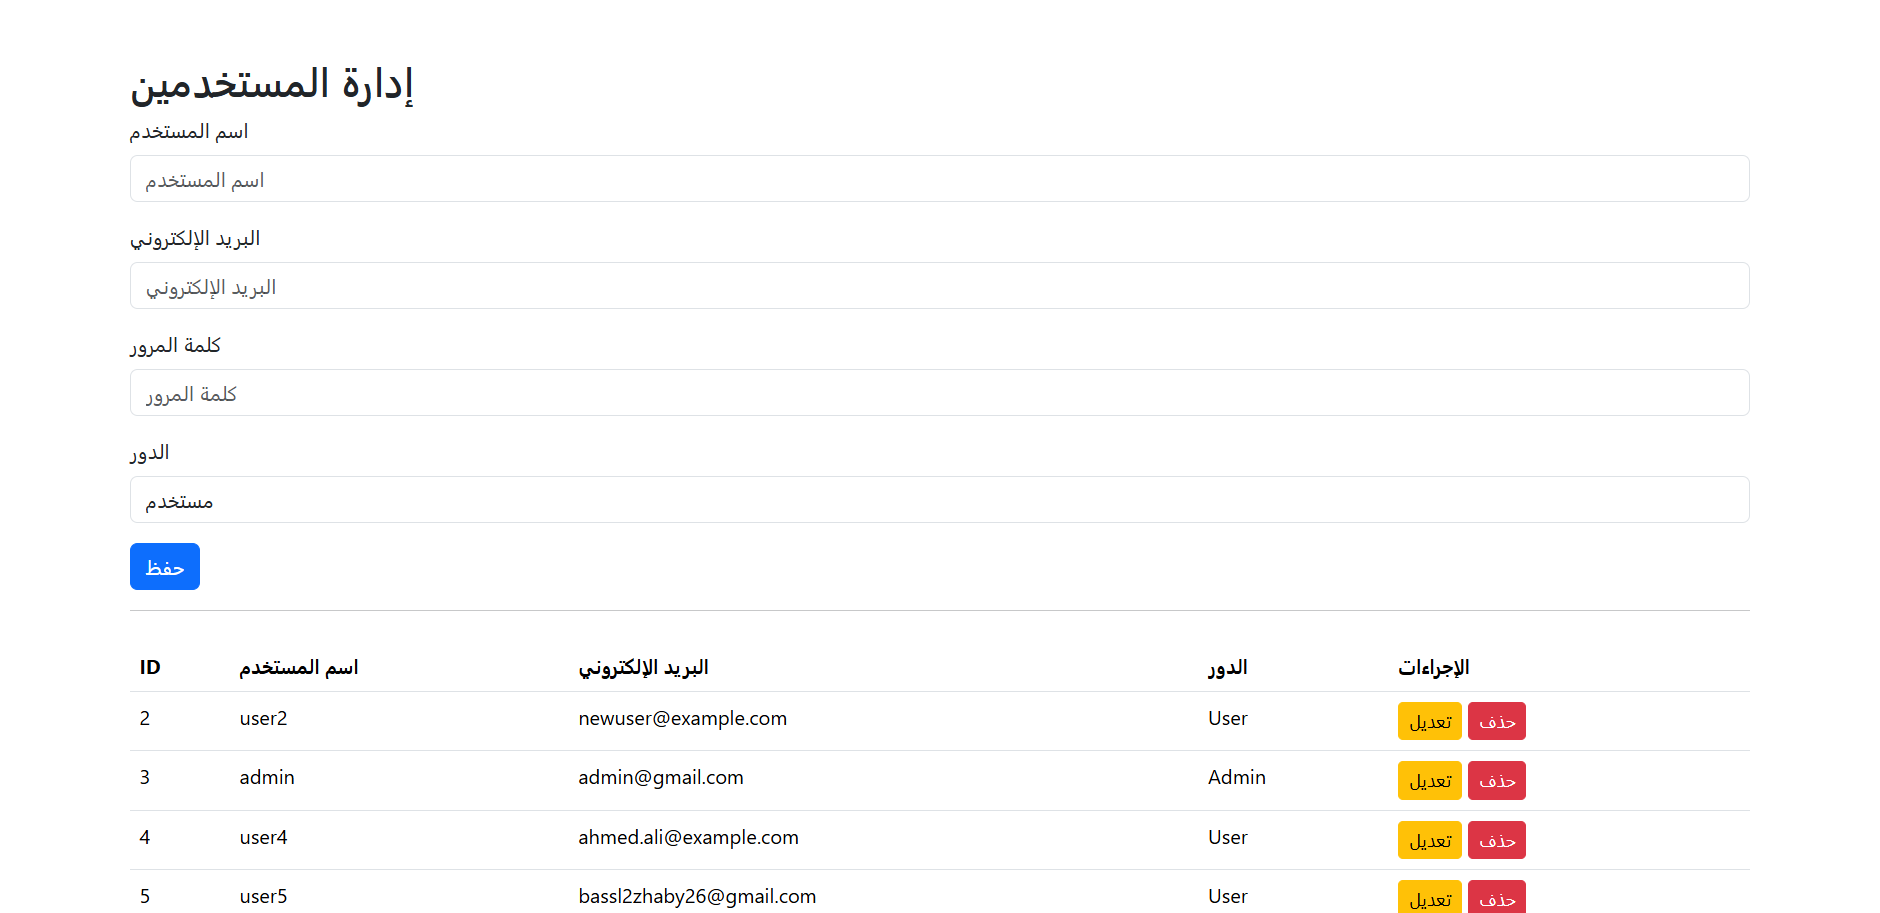 إدارة المستخدمين
اسم المستخدم
اسم المستخدم
البريد الإلكتروني
البريد الإلكتروني
كلمة المرور
كلمة المرور
الدور
مستخدم
حفظ
ID اسم المستخدم البريد الإلكتروني الدور الإجراءات
2 user2 newuser@example.com User تعديل حذف
3 admin admin@gmail.com Admin تعديل حذف
4 user4 ahmed.ali@example.com User تعديل حذف
5 user5 bassl2zhaby26@gmail.com User تعديل حذف